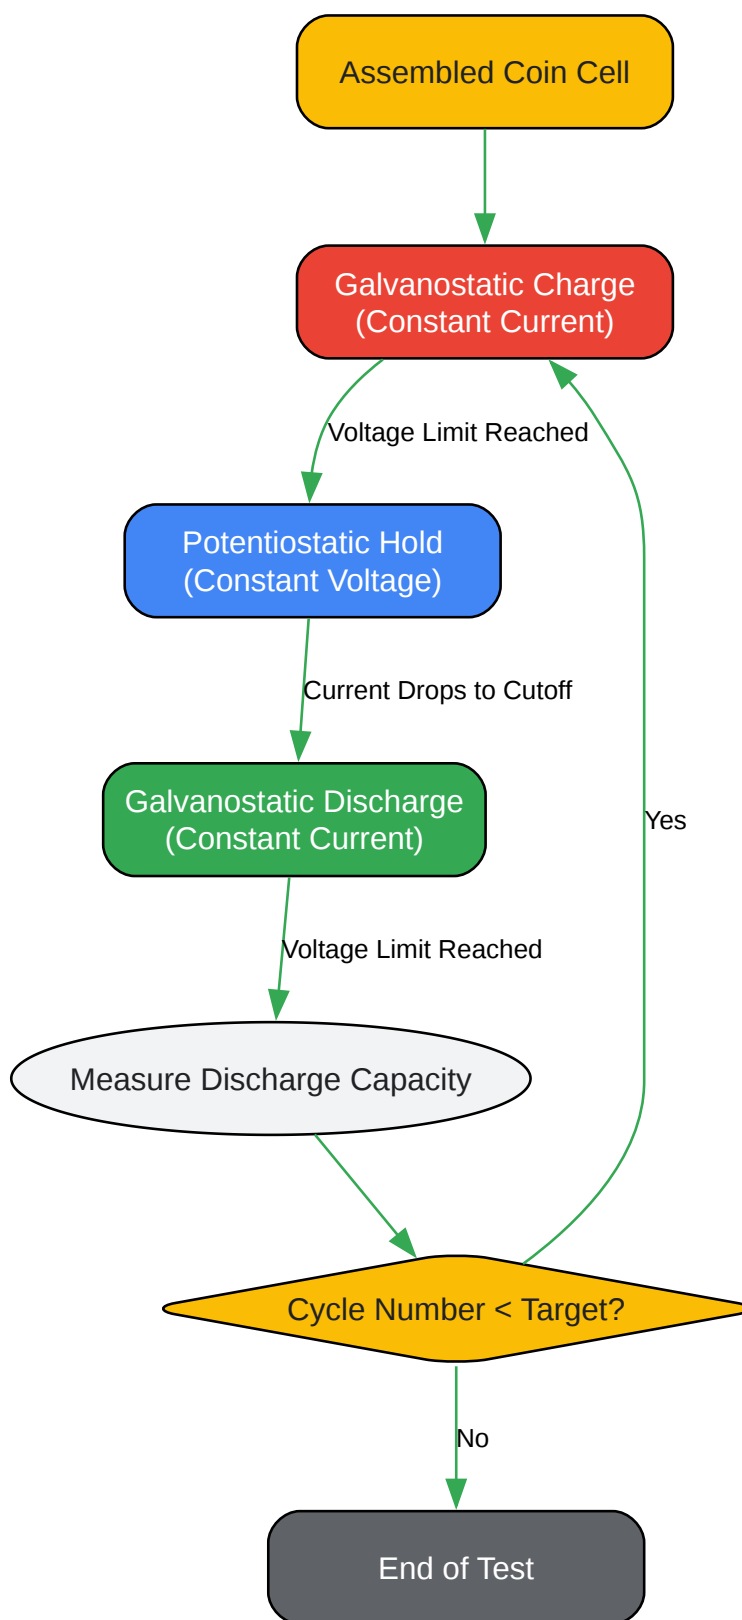 Assembled Coin Cell
Galvanostatic Charge
(Constant Current)
Voltage Limit Reached
Potentiostatic Hold
(Constant Voltage)
Current Drops to Cutoff
Galvanostatic Discharge
(Constant Current)
Yes
Voltage Limit Reached
Measure Discharge Capacity
Cycle Number < Target?
No
End of Test